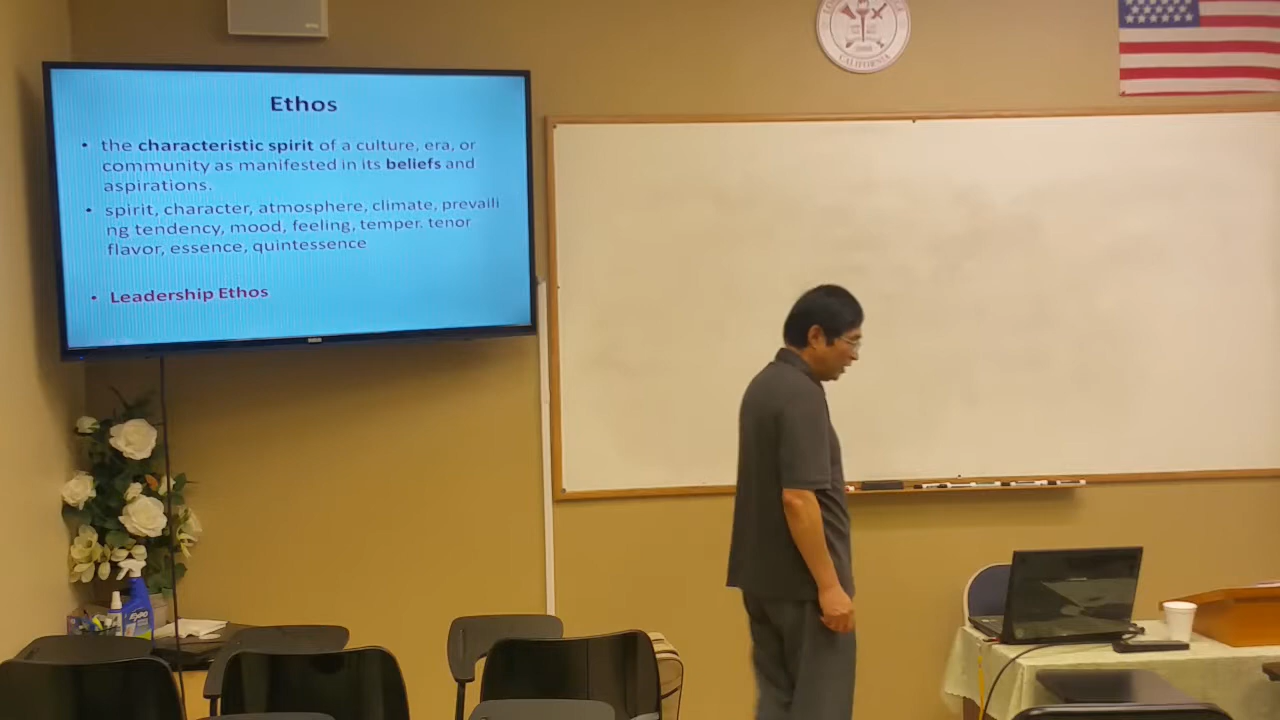 Ethos
• the characteristic spirit of a culture, era, or
community as manifested in its beliefs and
aspirations.
• spirit, character, atmosphere, climate, prevaili
ng tendency, mood, feeling, temper. tenor
flavor, essence, quintessence
• Leadership Ethos
CALIFORNIA